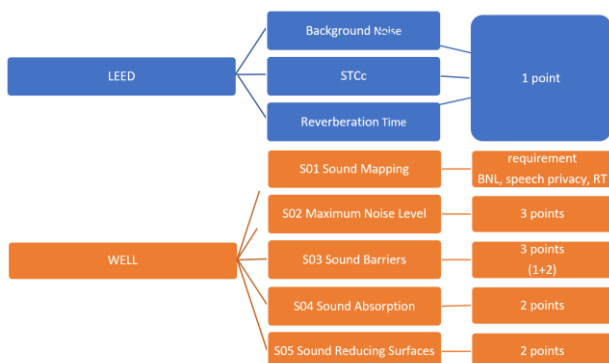 LEED
Background Noise
STCc
Reverberation Time
1 point
WELL
S01 Sound Mapping
requirement
BNL, speech privacy, RT
S02 Maximum Noise Level
3 points
S03 Sound Barriers
3 points
(1+2)
S04 Sound Absorption
2 points
S05 Sound Reducing Surfaces
2 points